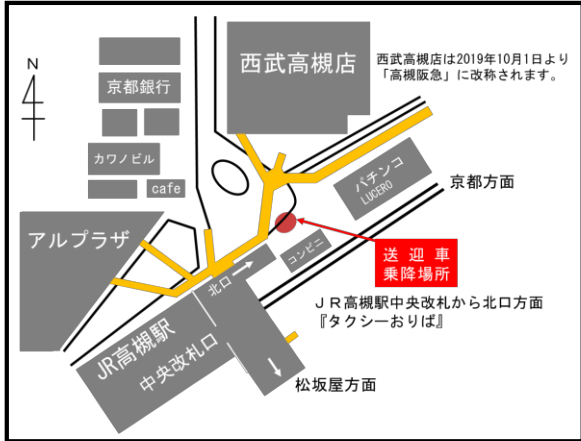 西武高槻店
西武高槻店は2019年10月1日より
「高槻阪急」に改称されます。
N
京都銀行
カワノビル
cafe
パチンコ
LUCERO
京都方面
アルプラザ
コンビニ
送迎車
乗降場所
北口
JR高槻駅
中央改札口
ＪＲ高槻駅中央改札から北口方面
『タクシーおりば』
松坂屋方面